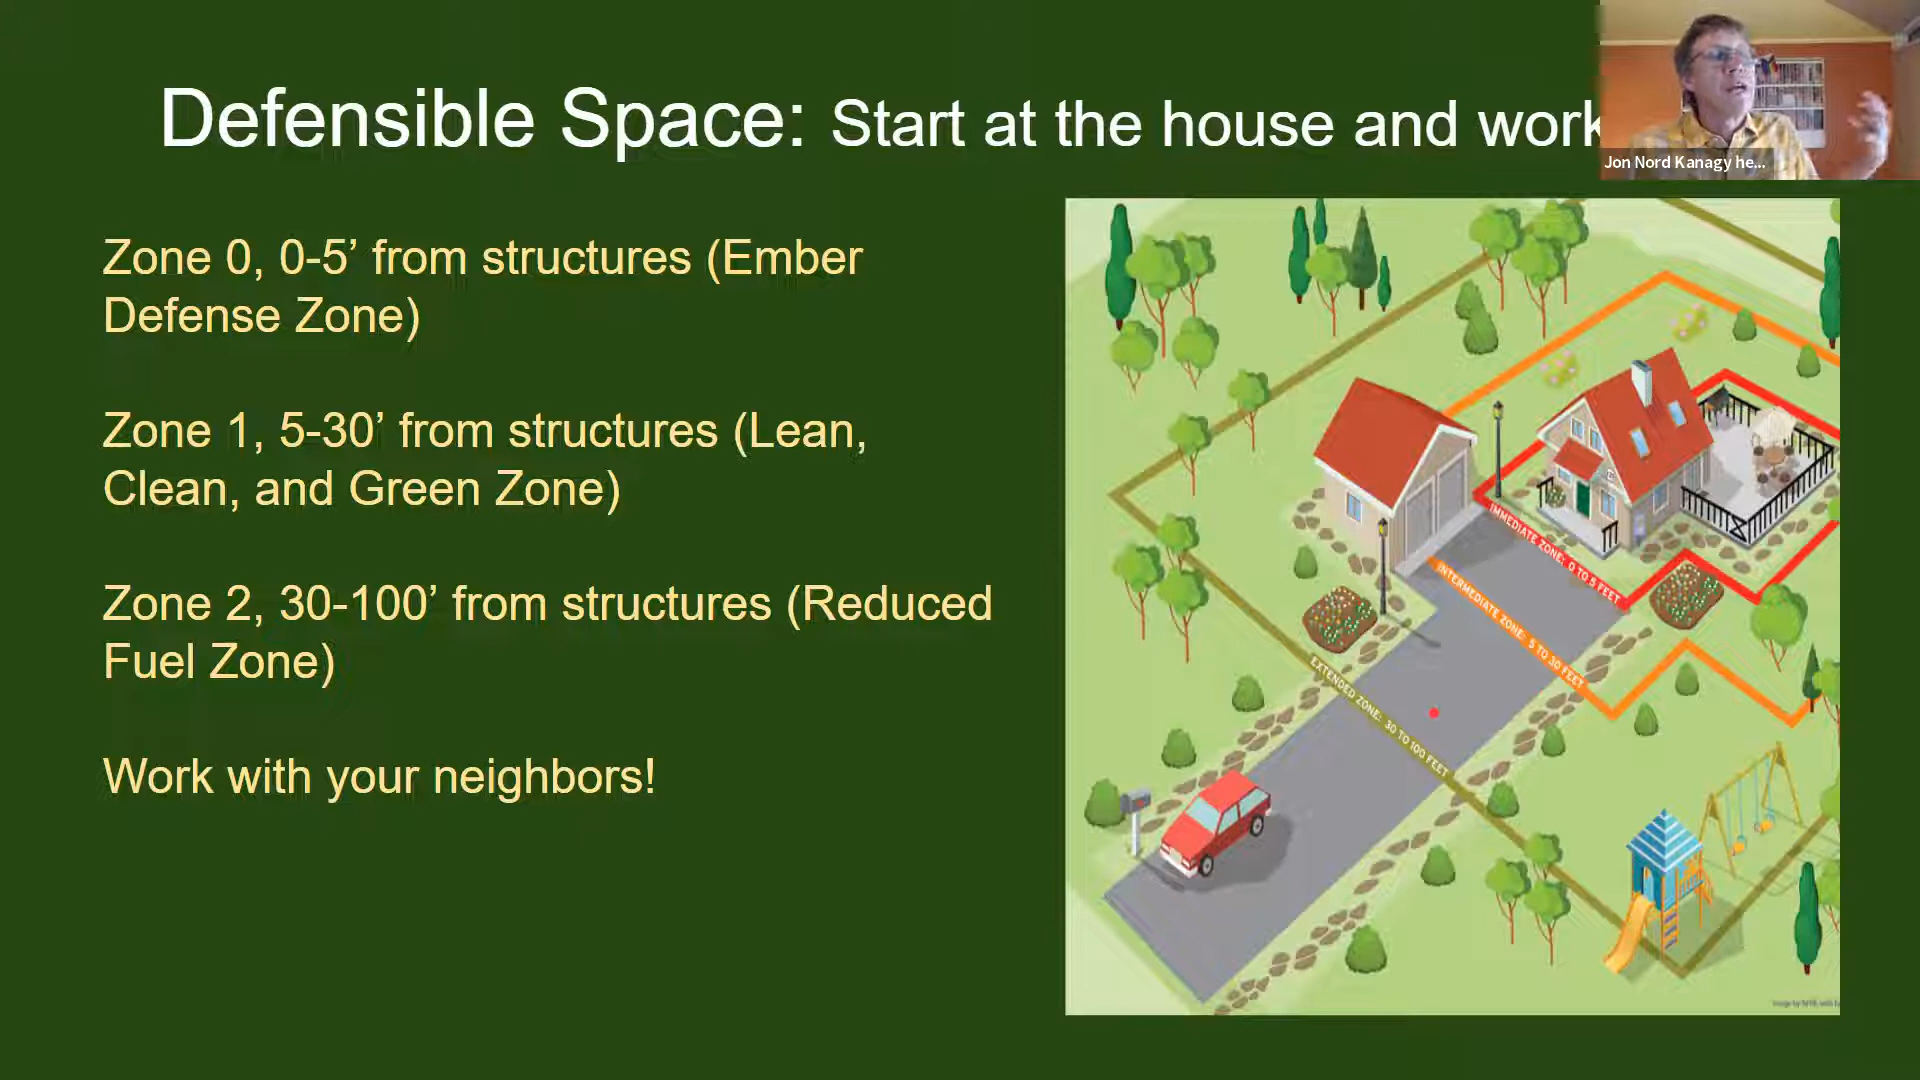 Defensible Space: Start at the house and work
Jon Nord Kanagy he...
Zone 0, 0-5’ from structures (Ember
Defense Zone)
Zone 1, 5-30’ from structures (Lean,
Clean, and Green Zone)
Zone 2, 30-100’ from structures (Reduced
Fuel Zone)
Work with your neighbors!
IMMEDIATE ZONE: 0 TO 5 FEET
INTERMEDIATE ZONE: 5 TO 30 FEET
EXTENDED ZONE: 30 TO 100 FEET